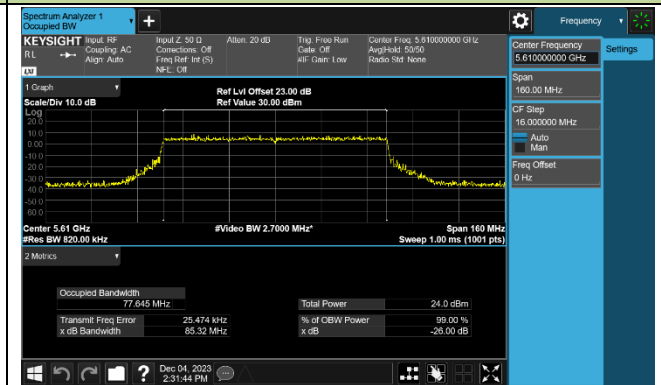 Spectrum Analyzer 1
Occupied BW
Frequency
KEYSIGHT
Input: RF
R L
Coupling: AC
Align: Auto
LXI
Input Z: 50 Ω
Corrections: Off
Freq Ref: Int (S)
NFE: Off
Atten: 20 dB
Trig: Free Run
Gate: Off
#IF Gain: Low
Center Freq: 5.610000000 GHz
Avg|Hold: 50/50
Radio Std: None
Center Frequency
5.610000000 GHz
Settings
Span
160.00 MHz
CF Step
16.000000 MHz
Auto
Man
Freq Offset
0 Hz
1 Graph
Scale/Div 10.0 dB
Ref Lvl Offset 23.00 dB
Ref Value 30.00 dBm
Log
20.0
10.0
0.00
-10.0
-20.0
-30.0
-40.0
-50.0
-60.0
Center 5.61 GHz
#Res BW 820.00 kHz
#Video BW 2.7000 MHz*
Span 160 MHz
Sweep 1.00 ms (1001 pts)
2 Metrics
Occupied Bandwidth
77.645 MHz
Total Power 24.0 dBm
Transmit Freq Error 25.474 kHz
% of OBW Power 99.00 %
x dB Bandwidth 85.32 MHz
x dB -26.00 dB
?
Dec 04, 2023
2:31:44 PM